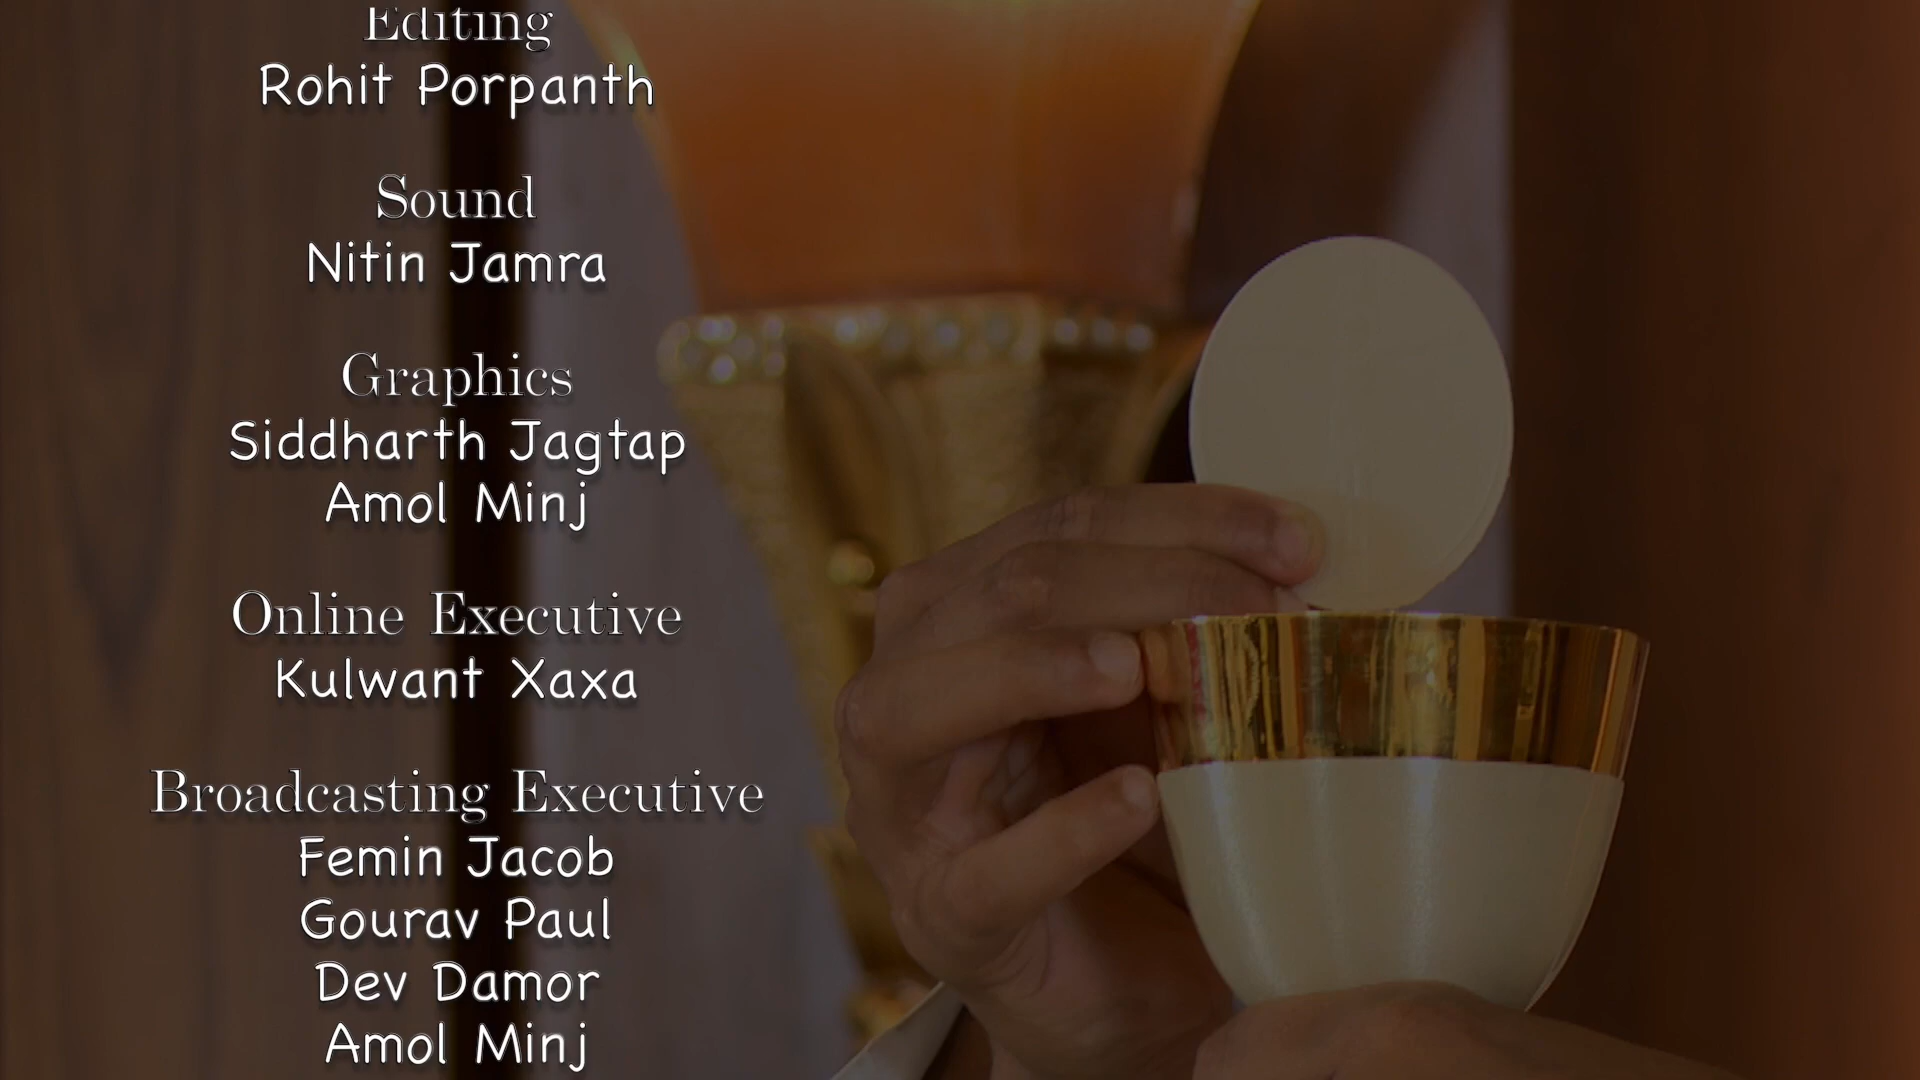 Editing
Rohit Porpanth
Sound
Nitin Jamra
Graphics
Siddharth Jagtap
Amol Minj
Online Executive
Kulwant Xaxa
Broadcasting Executive
Femin Jacob
Gourav Paul
Dev Damor
Amol Minj